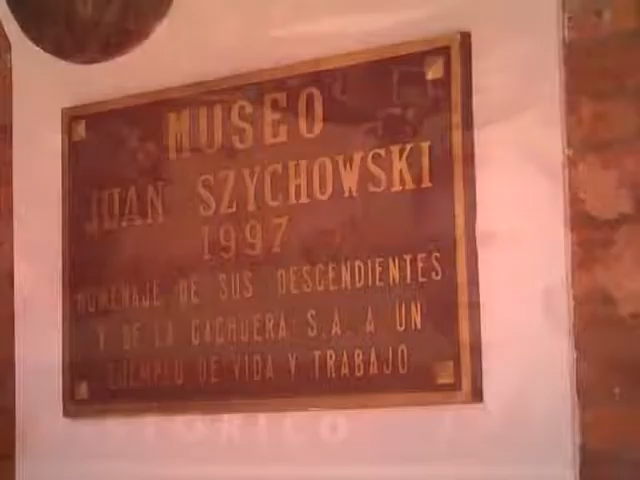 MUSEO
JUAN SZYCHOWSKI
1997
HOMENAJE DE SUS DESCENDIENTES
Y DE LA CACHUERA S.A. A UN
EJEMPLO DE VIDA Y TRABAJO